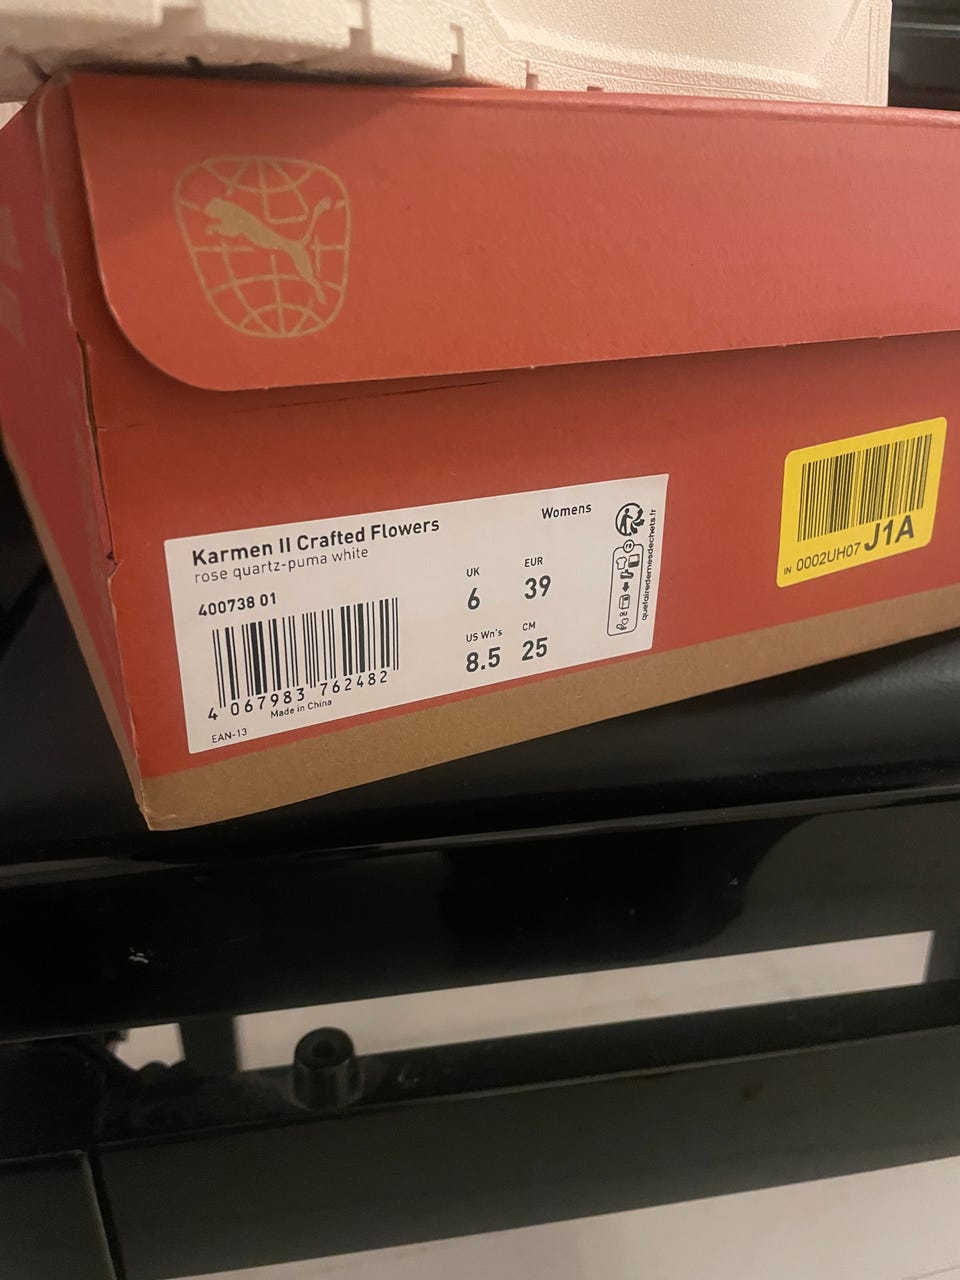 Karmen II Crafted Flowers
rose quartz-puma white
Womens
400738 01
UK
6
EUR
39
US Wn's
8.5
CM
25
4 067983 762482
Made in China
EAN-13
quefairedemesdechets.fr
IN 0002UH07 J1A